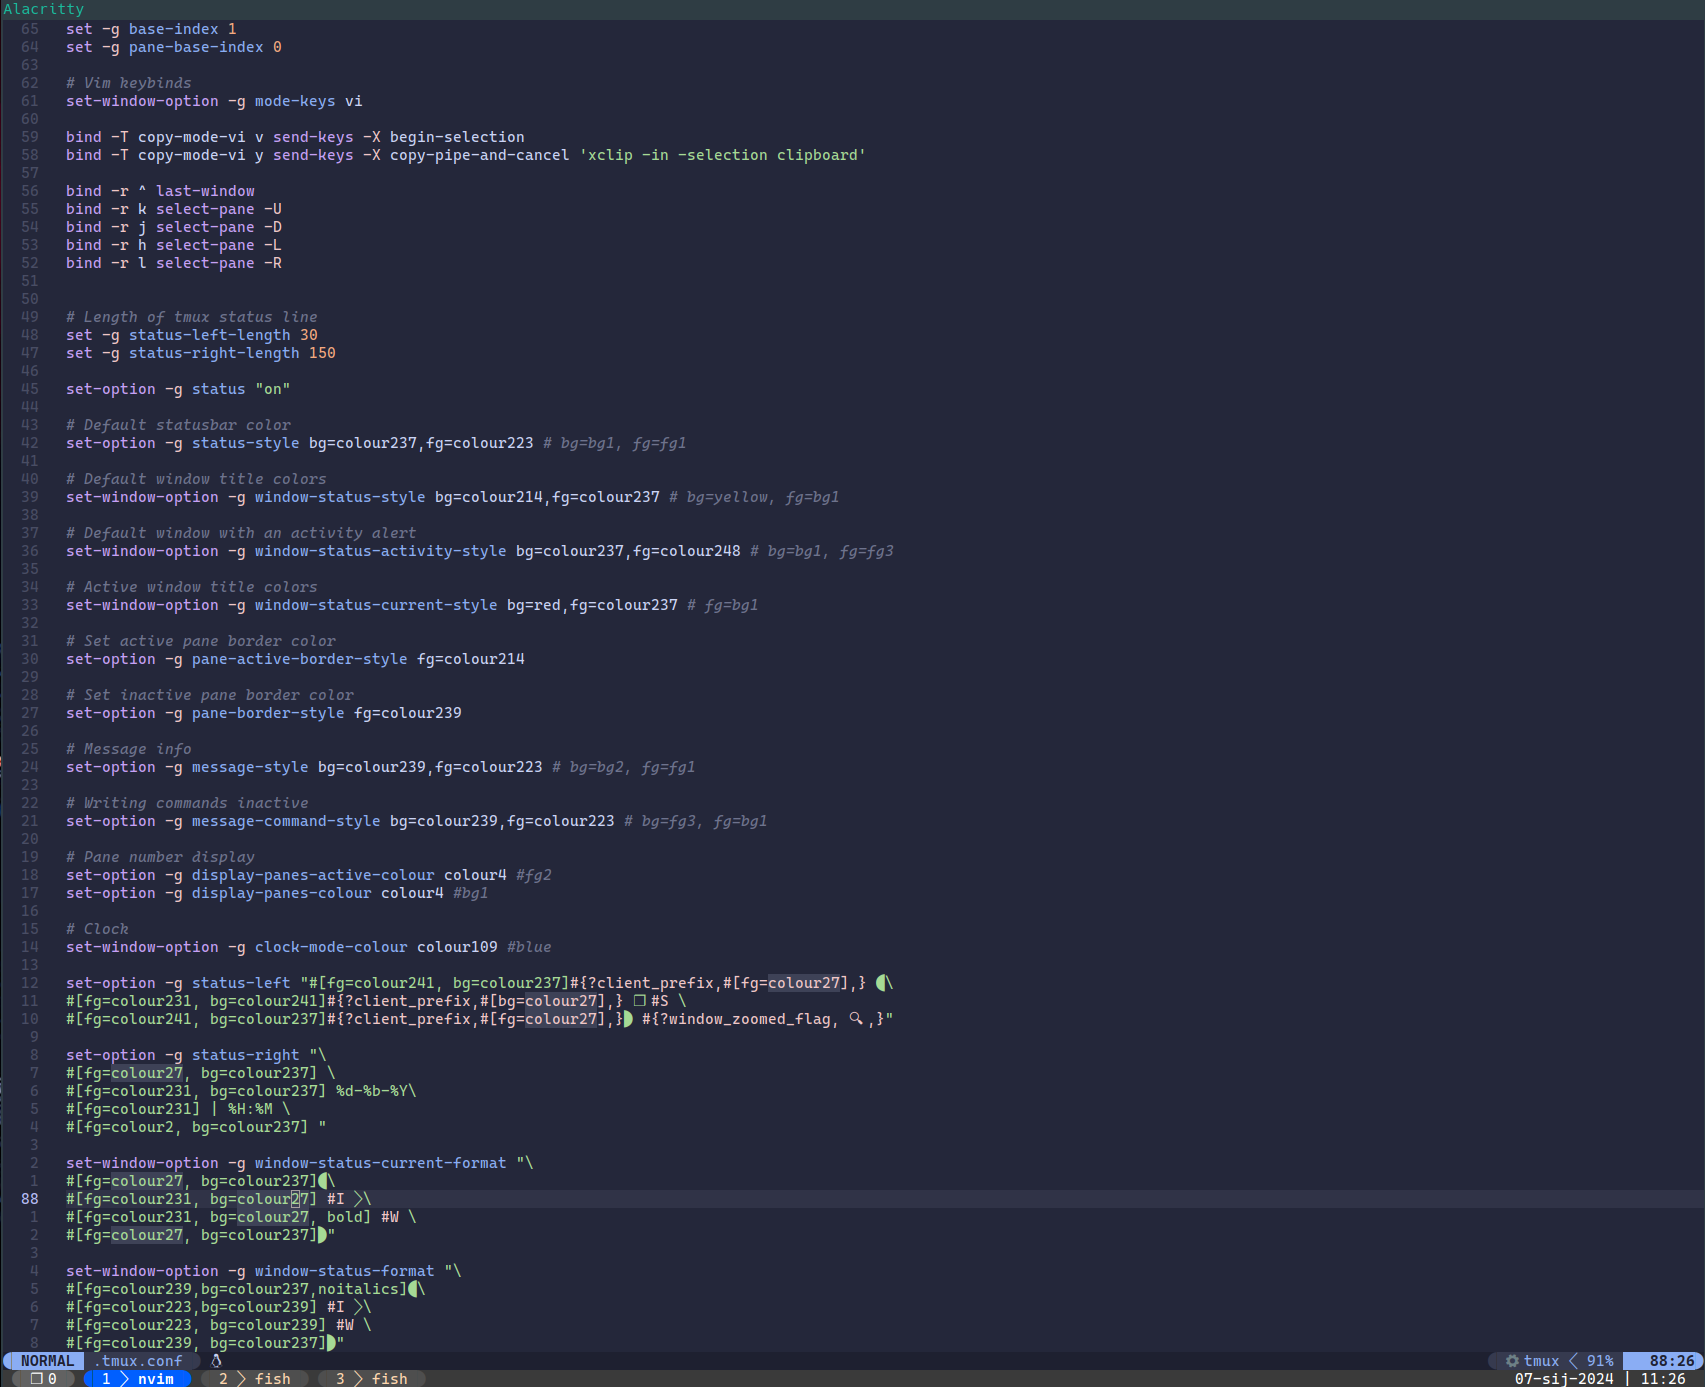 Alacritty
65 set -g base-index 1
64 set -g pane-base-index 0
63
62 # Vim keybinds
61 set-window-option -g mode-keys vi
60
59 bind -T copy-mode-vi v send-keys -X begin-selection
58 bind -T copy-mode-vi y send-keys -X copy-pipe-and-cancel 'xclip -in -selection clipboard'
57
56 bind -r ^ last-window
55 bind -r k select-pane -U
54 bind -r j select-pane -D
53 bind -r h select-pane -L
52 bind -r l select-pane -R
51
50
49 # Length of tmux status line
48 set -g status-left-length 30
47 set -g status-right-length 150
46
45 set-option -g status "on"
44
43 # Default statusbar color
42 set-option -g status-style bg=colour237,fg=colour223 # bg=bg1, fg=fg1
41
40 # Default window title colors
39 set-window-option -g window-status-style bg=colour214,fg=colour237 # bg=yellow, fg=bg1
38
37 # Default window with an activity alert
36 set-window-option -g window-status-activity-style bg=colour237,fg=colour248 # bg=bg1, fg=fg3
35
34 # Active window title colors
33 set-window-option -g window-status-current-style bg=red,fg=colour237 # fg=bg1
32
31 # Set active pane border color
30 set-option -g pane-active-border-style fg=colour214
29
28 # Set inactive pane border color
27 set-option -g pane-border-style fg=colour239
26
25 # Message info
24 set-option -g message-style bg=colour239,fg=colour223 # bg=bg2, fg=fg1
23
22 # Writing commands inactive
21 set-option -g message-command-style bg=colour239,fg=colour223 # bg=fg3, fg=bg1
20
19 # Pane number display
18 set-option -g display-panes-active-colour colour4 #fg2
17 set-option -g display-panes-colour colour4 #bg1
16
15 # Clock
14 set-window-option -g clock-mode-colour colour109 #blue
13
12 set-option -g status-left "#[fg=colour241, bg=colour237]#{?client_prefix,#[fg=colour27],} ◖\
11 #[fg=colour231, bg=colour241]#{?client_prefix,#[bg=colour27],} ❐ #S \
10 #[fg=colour241, bg=colour237]#{?client_prefix,#[fg=colour27],}◗ #{?window_zoomed_flag, 🔍,}"
9
8 set-option -g status-right "\
7 #[fg=colour27, bg=colour237] \
6 #[fg=colour231, bg=colour237] %d-%b-%Y\
5 #[fg=colour231] | %H:%M \
4 #[fg=colour2, bg=colour237] "
3
2 set-window-option -g window-status-current-format "\
1 #[fg=colour27, bg=colour237]◖\
88 #[fg=colour231, bg=colour27] #I \
1 #[fg=colour231, bg=colour27, bold] #W \
2 #[fg=colour27, bg=colour237]◗"
3
4 set-window-option -g window-status-format "\
5 #[fg=colour239,bg=colour237,noitalics]◖\
6 #[fg=colour223,bg=colour239] #I \
7 #[fg=colour223, bg=colour239] #W \
8 #[fg=colour239, bg=colour237]◗"
NORMAL .tmux.conf tmux 91% 88:26
❐ 0 1 nvim 2 fish 3 fish 07-sij-2024 | 11:26